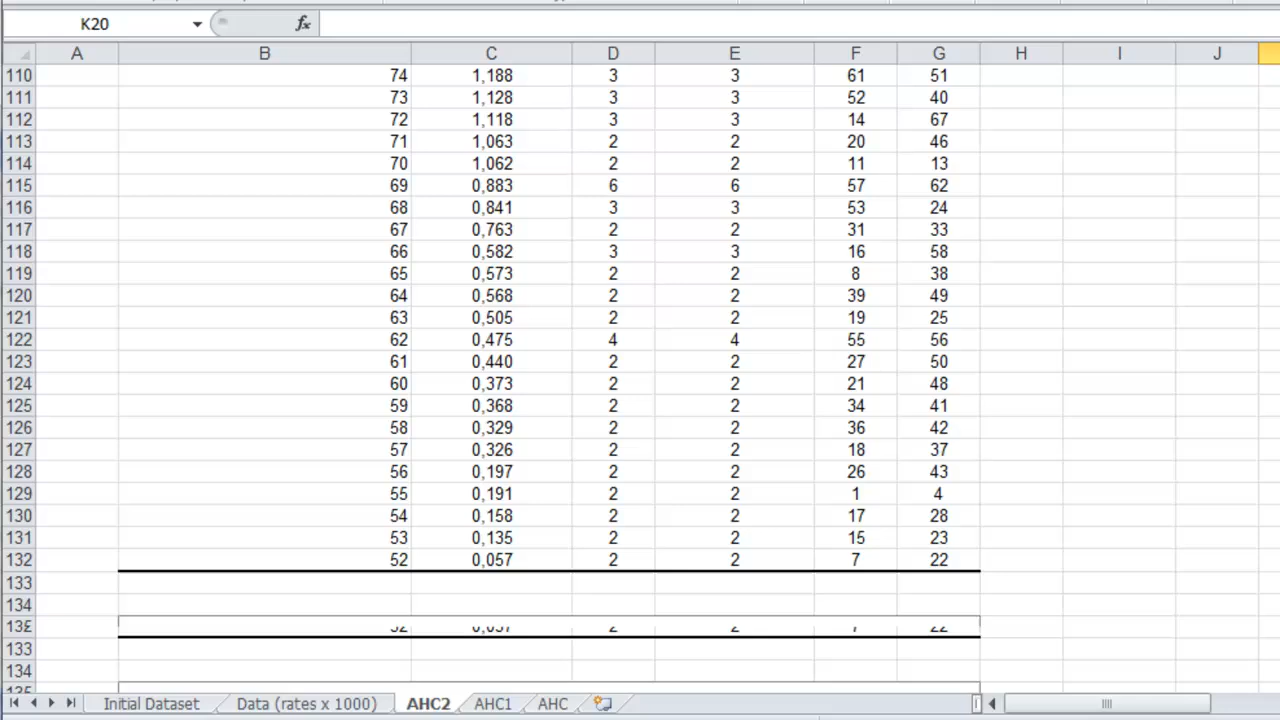 K20 fx
A B C D E F G H I J
110 74 1,188 3 3 61 51
111 73 1,128 3 3 52 40
112 72 1,118 3 3 14 67
113 71 1,063 2 2 20 46
114 70 1,062 2 2 11 13
115 69 0,883 6 6 57 62
116 68 0,841 3 3 53 24
117 67 0,763 2 2 31 33
118 66 0,582 3 3 16 58
119 65 0,573 2 2 8 38
120 64 0,568 2 2 39 49
121 63 0,505 2 2 19 25
122 62 0,475 4 4 55 56
123 61 0,440 2 2 27 50
124 60 0,373 2 2 21 48
125 59 0,368 2 2 34 41
126 58 0,329 2 2 36 42
127 57 0,326 2 2 18 37
128 56 0,197 2 2 26 43
129 55 0,191 2 2 1 4
130 54 0,158 2 2 17 28
131 53 0,135 2 2 15 23
132 52 0,057 2 2 7 22
133
134
133
134
Initial Dataset Data (rates x 1000) AHC2 AHC1 AHC